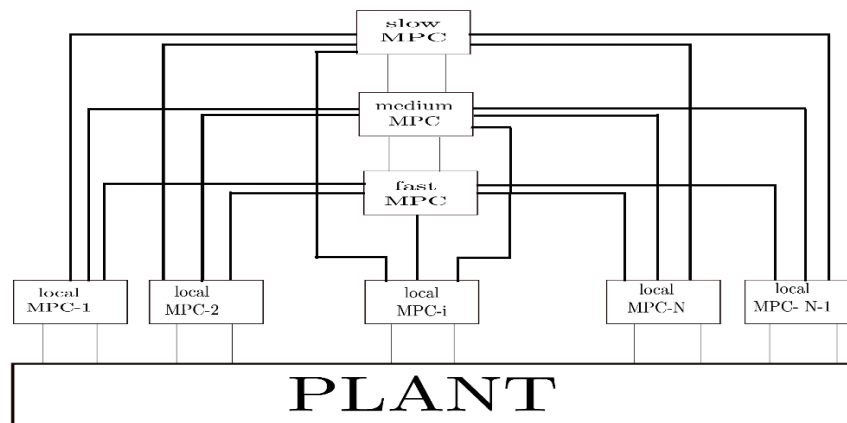 slow
MPC
medium
MPC
fast
MPC
local
MPC-1
local
MPC-2
local
MPC-i
local
MPC-N
local
MPC- N-1
PLANT